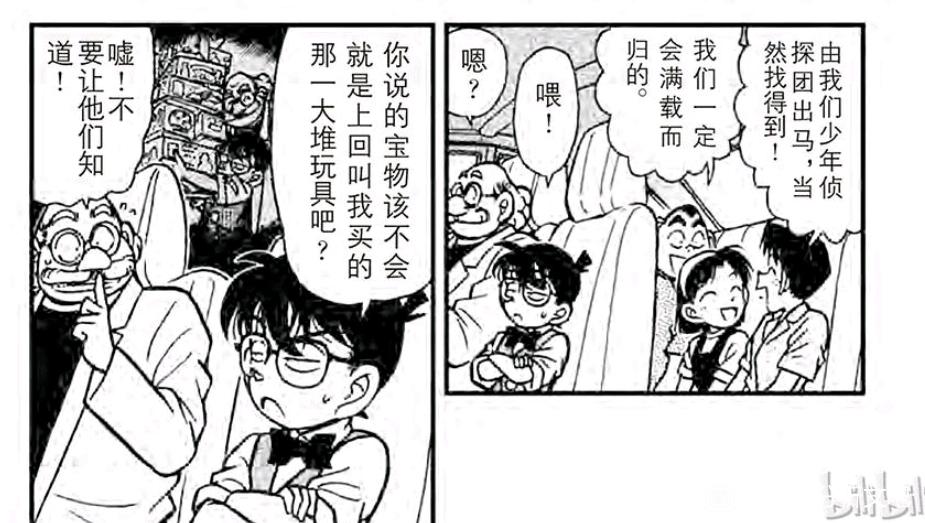 由我们少年侦
探团出马，当
然找得到！
我们一定
会满载而
归的。
喂！
嗯？
你说的宝物该不会
就是上回叫我买的
那一大堆玩具吧？
嘘！不
要让他们知
道！
bilibili